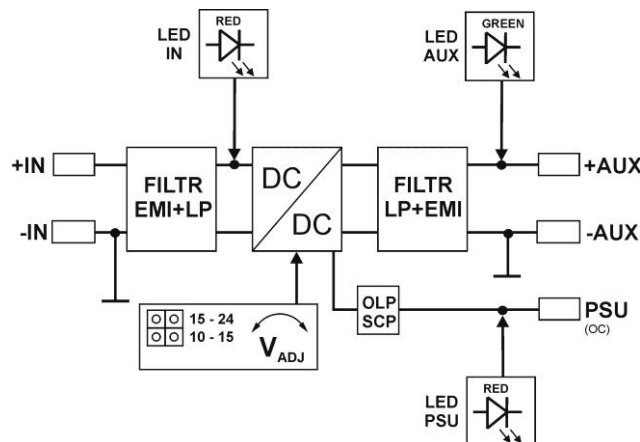 LED
IN
RED
LED
AUX
GREEN
+IN
-IN
FILTR
EMI+LP
DC
DC
FILTR
LP+EMI
+AUX
-AUX
15 - 24
10 - 15
VADJ
OLP
SCP
PSU
(OC)
LED
PSU
RED